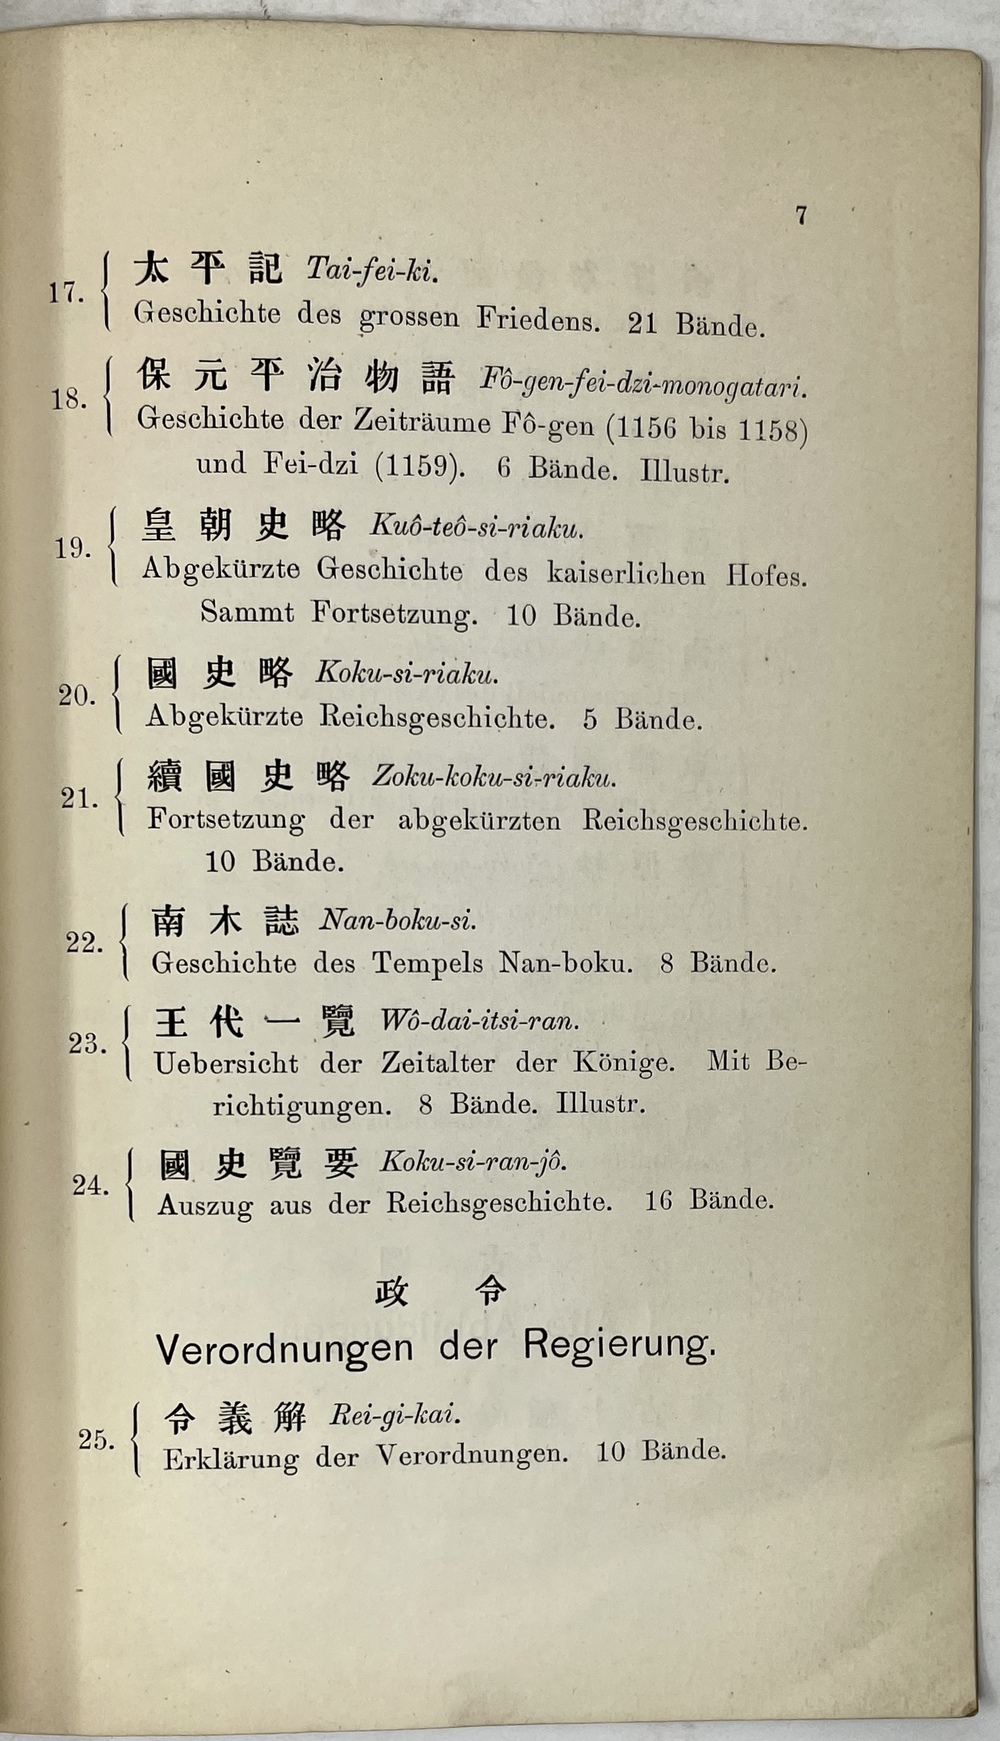 7
17. 太平記 Tai-fei-ki.
Geschichte des grossen Friedens. 21 Bände.
18. 保元平治物語 Fô-gen-fei-dzi-monogatari.
Geschichte der Zeiträume Fô-gen (1156 bis 1158)
und Fei-dzi (1159). 6 Bände. Illustr.
19. 皇朝史略 Kuô-teô-si-riaku.
Abgekürzte Geschichte des kaiserlichen Hofes.
Sammt Fortsetzung. 10 Bände.
20. 國史略 Koku-si-riaku.
Abgekürzte Reichsgeschichte. 5 Bände.
21. 續國史略 Zoku-koku-si-riaku.
Fortsetzung der abgekürzten Reichsgeschichte.
10 Bände.
22. 南木誌 Nan-boku-si.
Geschichte des Tempels Nan-boku. 8 Bände.
23. 王代一覽 Wô-dai-itsi-ran.
Uebersicht der Zeitalter der Könige. Mit Be-
richtigungen. 8 Bände. Illustr.
24. 國史覽要 Koku-si-ran-jô.
Auszug aus der Reichsgeschichte. 16 Bände.
政令
Verordnungen der Regierung.
25. 令義解 Rei-gi-kai.
Erklärung der Verordnungen. 10 Bände.